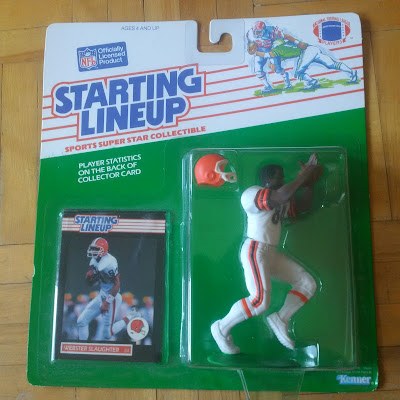 AGES 4 AND UP
NFL
Officially
Licensed
Product
STARTING
LINEUP
SPORTS SUPER STAR COLLECTIBLE
PLAYER STATISTICS
ON THE BACK OF
COLLECTOR CARD
PLAYERS
STARTING
LINEUP
WEBSTER SLAUGHTER
Kenner